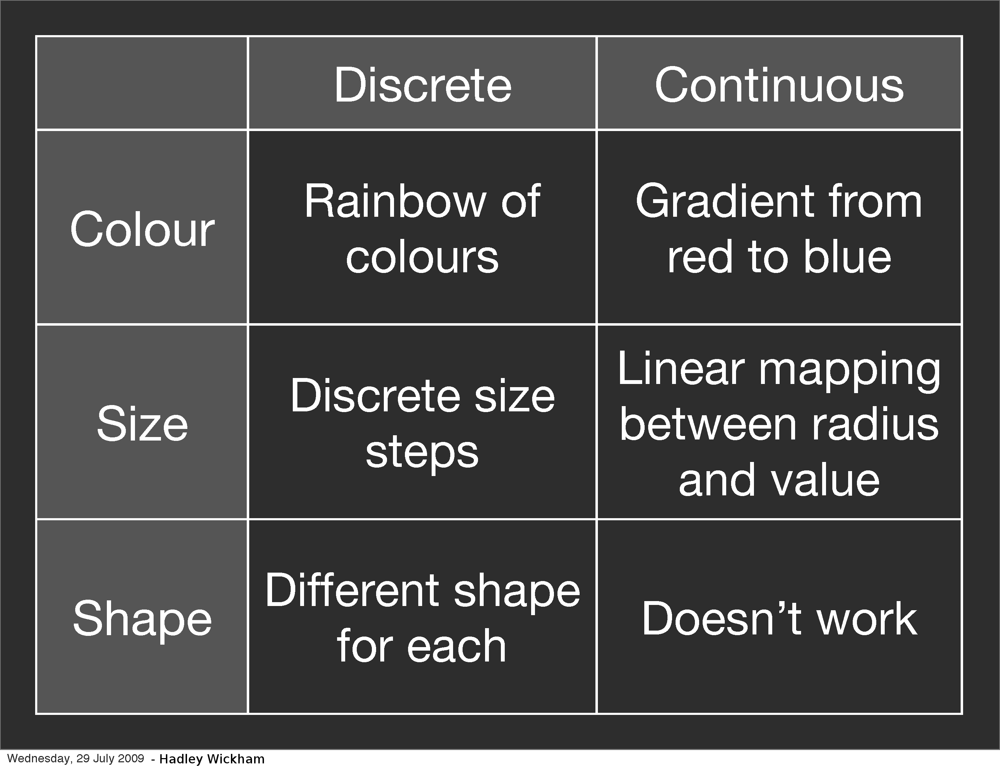 Discrete
Continuous
Colour
Rainbow of
colours
Gradient from
red to blue
Size
Discrete size
steps
Linear mapping
between radius
and value
Shape
Different shape
for each
Doesn’t work
Wednesday, 29 July 2009 - Hadley Wickham